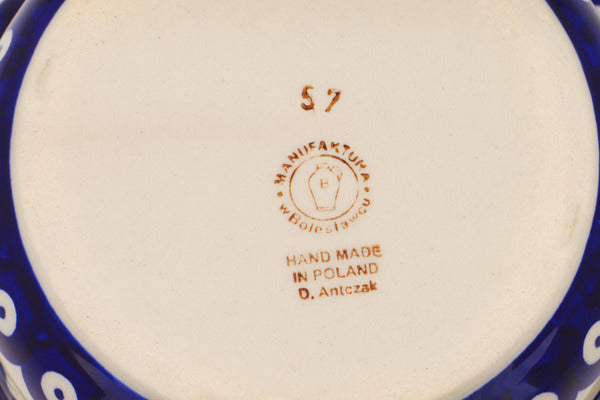 57
MANUFAKTURA
B
w Bolesławcu
HAND MADE
IN POLAND
D. Antczak